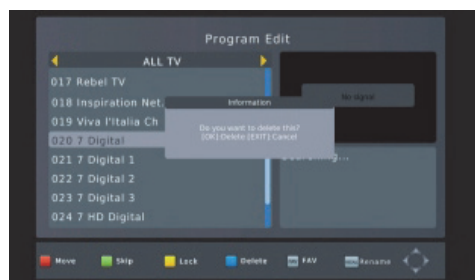 Program Edit
ALL TV
017 Rebel TV
018 Inspiration Net.
Information
No signal
019 Viva l'Italia Ch
Do you want to delete this?
[OK]:Delete [EXIT]:Cancel
020 7 Digital
021 7 Digital 1
022 7 Digital 2
023 7 Digital 3
024 7 HD Digital
Move Skip Lock Delete FAV Rename